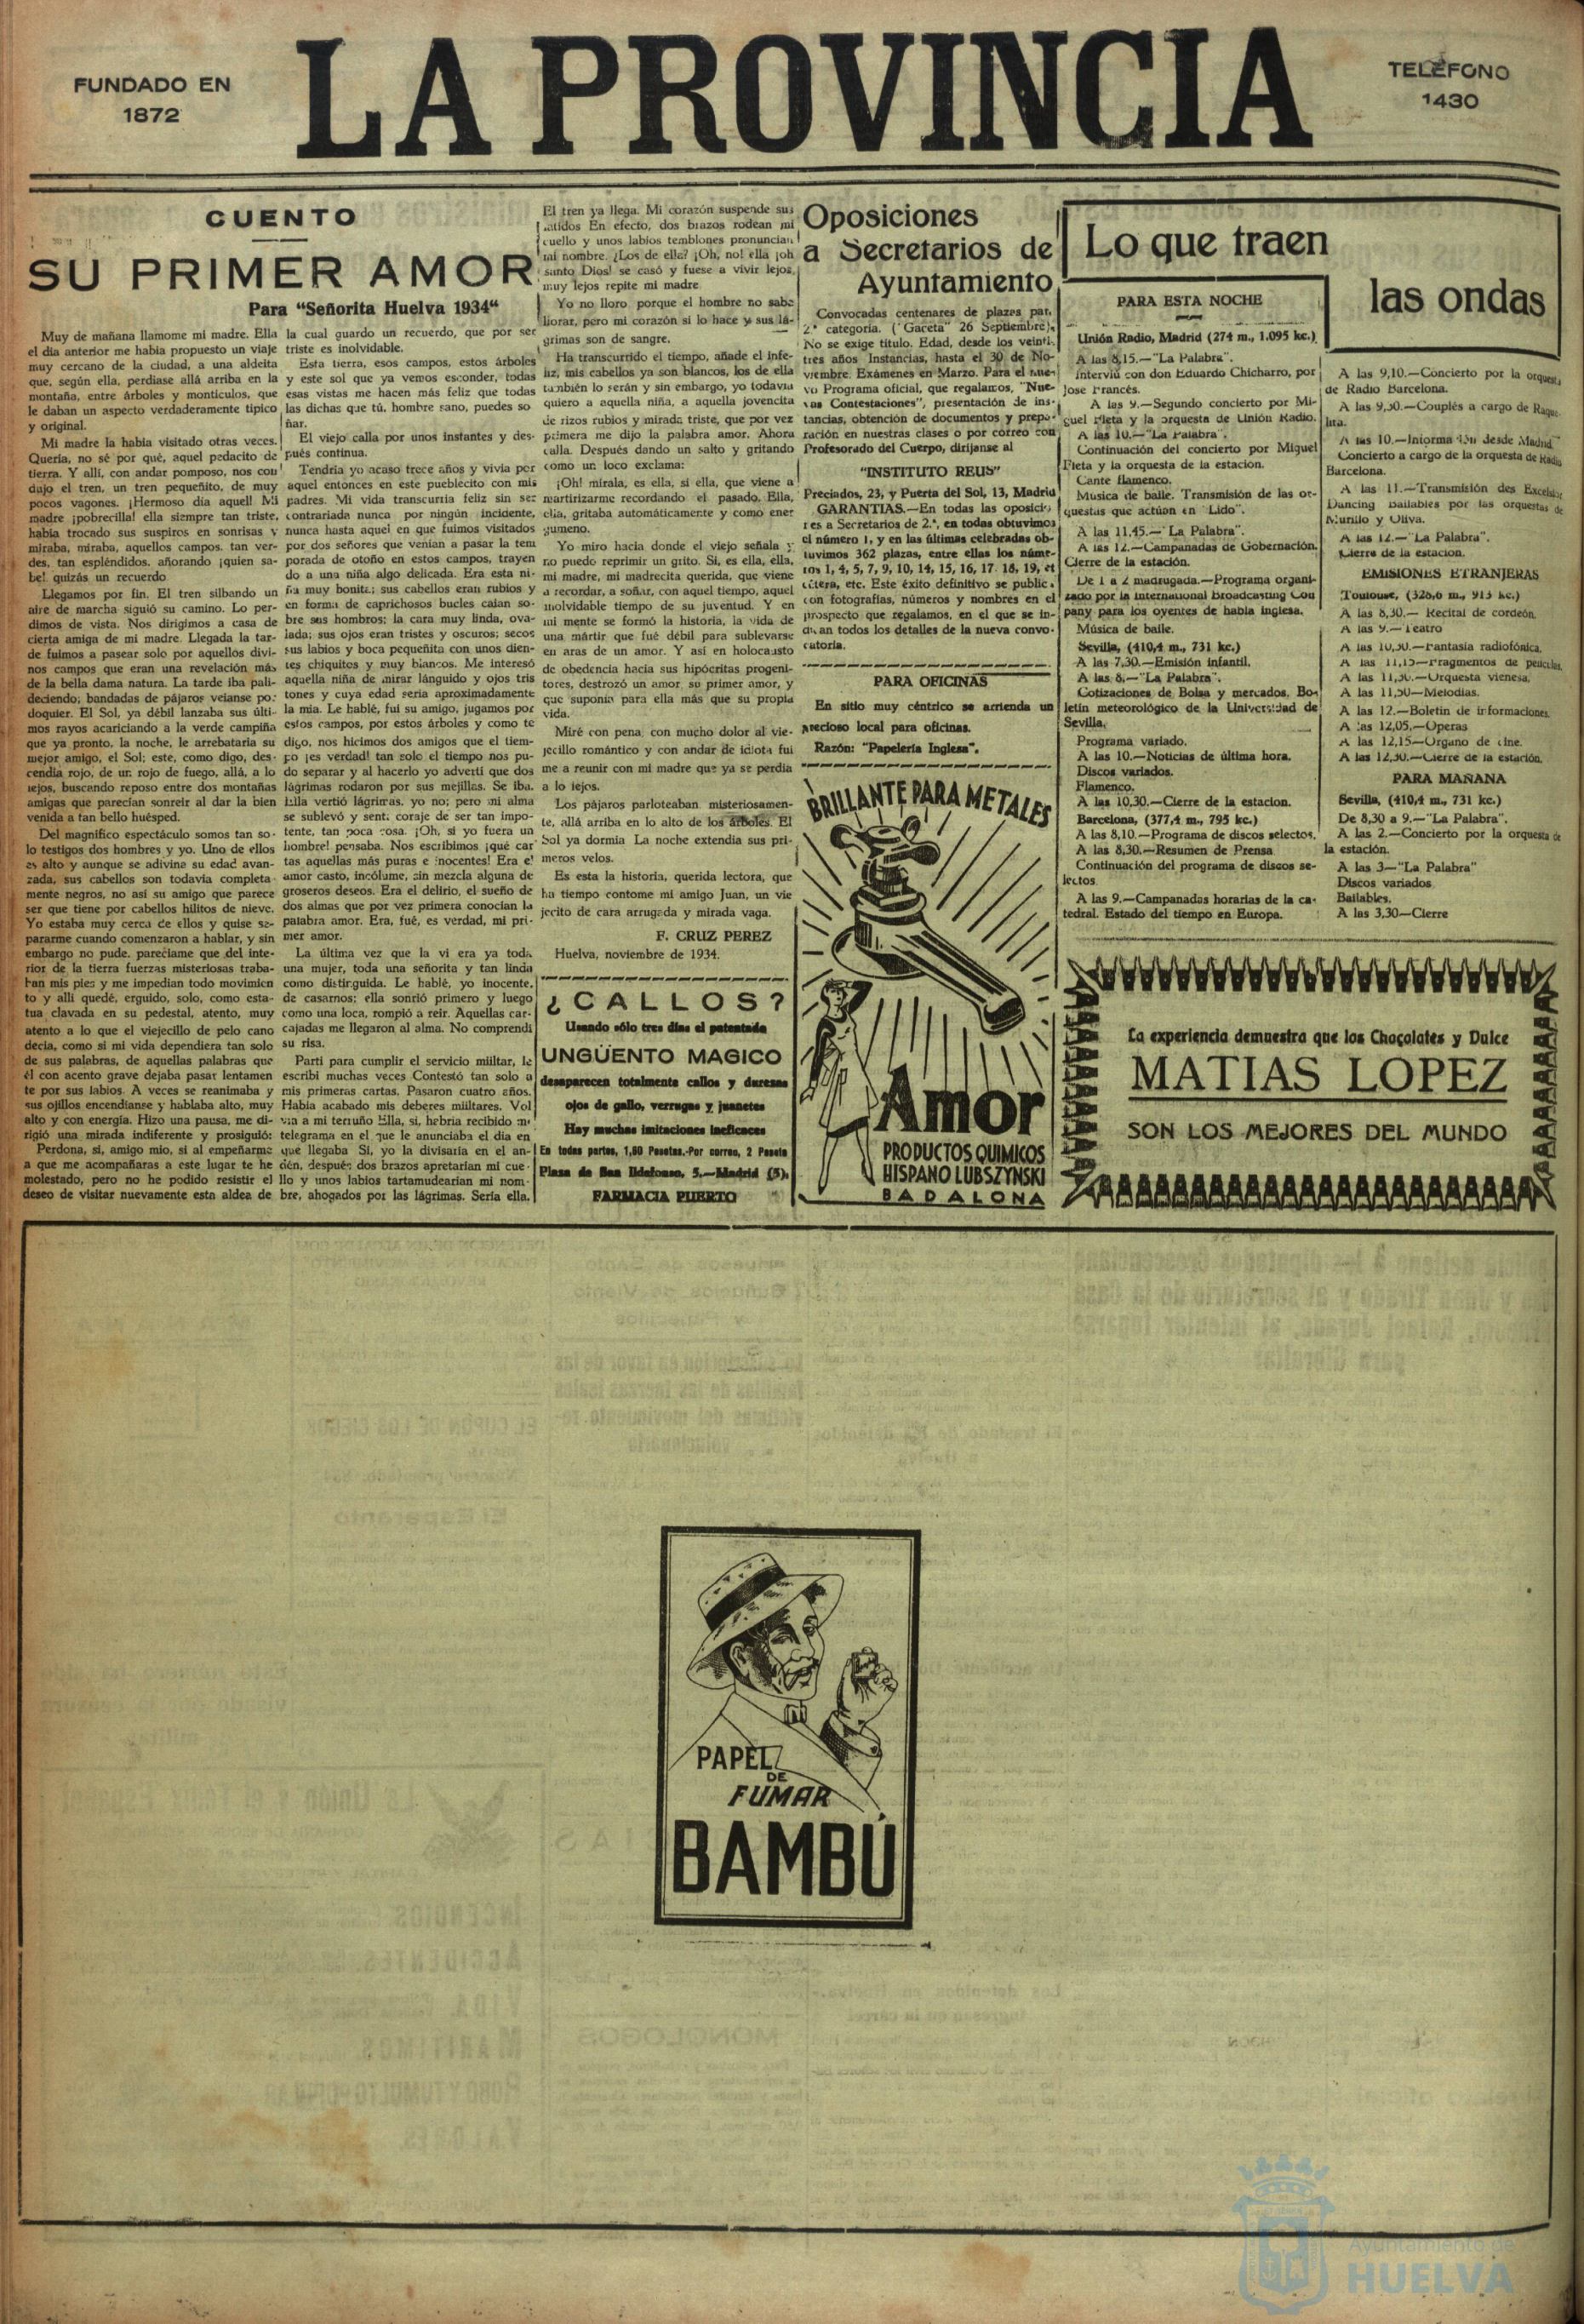 FUNDADO EN
1872
LA PROVINCIA
TELÉFONO
1430
CUENTO
SU PRIMER AMOR
Para "Señorita Huelva 1934"
Muy de mañana llamome mi madre. Ella
el dia anterior me habia propuesto un viaje
muy cercano de la ciudad, a una aldeita
que, según ella, perdiase allá arriba en la
montaña, entre árboles y monticulos, que
le daban un aspecto verdaderamente tipico
y original.
Mi madre la habia visitado otras veces.
Queria, no sé por qué, aquel pedacito de
tierra. Y alli, con andar pomposo, nos con
dujo el tren, un tren pequeñito, de muy
pocos vagones. ¡Hermoso día aquel! Mi
madre ¡pobrecilla! ella siempre tan triste,
habia trocado sus suspiros en sonrisas y
miraba, miraba, aquellos campos. tan ver-
des, tan espléndidos. añorando ¡quien sa-
be! quizás un recuerdo
Llegamos por fin. El tren silbando un
aire de marcha siguió su camino. Lo per-
dimos de vista. Nos dirigimos a casa de
cierta amiga de mi madre. Llegada la tar-
de fuimos a pasear solo por aquellos divi-
nos campos que eran una revelación más
de la bella dama natura. La tarde iba pali-
deciendo; bandadas de pájaros veianse por
doquier. El Sol, ya débil lanzaba sus últi-
mos rayos acariciando a la verde campiña
que ya pronto, la noche, le arrebataria su
mejor amigo, el Sol; este, como digo, des-
cendia rojo, de un rojo de fuego, allá, a lo
lejos, buscando reposo entre dos montañas
amigas que parecian sonreir al dar la bien
venida a tan bello huésped.
Del magnifico espectáculo somos tan so-
lo testigos dos hombres y yo. Uno de ellos
es alto y aunque se adivina su edad avan-
zada, sus cabellos son todavia completa-
mente negros, no asi su amigo que parece
ser que tiene por cabellos hilitos de nieve.
Yo estaba muy cerca de ellos y quise se-
pararme cuando comenzaron a hablar, y sin
embargo no pude. pareciame que del inte-
rior de la tierra fuerzas misteriosas traba-
ban mis pies y me impedian todo movimien
to y alli quedé, erguido, solo, como esta-
tua clavada en su pedestal, atento, muy
atento a lo que el viejecillo de pelo cano
decia, como si mi vida dependiera tan solo
de sus palabras, de aquellas palabras que
él con acento grave dejaba pasar lentamen
te por sus labios. A veces se reanimaba y
sus ojillos encendianse y hablaba alto, muy
alto y con energía. Hizo una pausa, me di-
rigió una mirada indiferente y prosiguió:
Perdona, si, amigo mio, si al empeñarme
a que me acompañaras a este lugar te he
molestado, pero no he podido resistir el
deseo de visitar nuevamente esta aldea de
la cual guardo un recuerdo, que por ser
triste es inolvidable.
Esta tierra, esos campos, estos árboles
y este sol que ya vemos esconder, todas
esas vistas me hacen más feliz que todas
las dichas que tú, hombre sano, puedes so
ñar.
El viejo calla por unos instantes y des-
pués continua.
Tendria yo acaso trece años y vivia por
aquel entonces en este pueblecito con mis
padres. Mi vida transcurria feliz sin ser
contrariada nunca por ningún incidente,
nunca hasta aquel en que fuimos visitados
por dos señores que venian a pasar la tem
porada de otoño en estos campos, trayen
do a una niña algo delicada. Era esta ni-
ña muy bonita; sus cabellos eran rubios y
en forma de caprichosos bucles caian so-
bre sus hombros; la cara muy linda, ova-
lada; sus ojos eran tristes y oscuros; secos
sus labios y boca pequeñita con unos dien-
tes chiquitos y muy blancos. Me interesó
aquella niña de mirar lánguido y ojos tris
tones y cuya edad seria aproximadamente
la mia. Le hablé, fui su amigo, jugamos por
estos campos, por estos árboles y como te
digo, nos hicimos dos amigos que el tiem-
po ¡es verdad! tan solo el tiempo nos pu-
do separar y al hacerlo yo adverti que dos
lágrimas rodaron por sus mejillas. Se iba.
Ella vertió lágrimas. yo no; pero mi alma
se sublevó y senti coraje de ser tan impo-
tente, tan poca cosa. ¡Oh, si yo fuera un
hombre! pensaba. Nos escribimos ¡qué car
tas aquellas más puras e inocentes! Era el
amor casto, incólume, sin mezcla alguna de
groseros deseos. Era el delirio, el sueño de
dos almas que por vez primera conocian la
palabra amor. Era, fué, es verdad, mi pri-
mer amor.
La última vez que la vi era ya toda
una mujer, toda una señorita y tan linda
como distinguida. Le hablé, yo inocente,
de casarnos; ella sonrió primero y luego
como una loca, rompió a reir. Aquellas car-
cajadas me llegaron al alma. No comprendi
su risa.
Parti para cumplir el servicio militar, le
escribi muchas veces Contestó tan solo a
mis primeras cartas. Pasaron cuatro años.
Habia acabado mis deberes militares. Vol
via a mi terruño Ella, si, hebria recibido mi
telegrama en el que le anunciaba el dia en
que llegaba Si, yo la divisaria en el an-
dén, después dos brazos apretarian mi cue-
llo y unos labios tartamudearian mi nom-
bre, ahogados por las lágrimas. Seria ella.
El tren ya llega. Mi corazón suspende sus
latidos En efecto, dos brazos rodean mi
cuello y unos labios temblones pronuncian
mi nombre. ¿Los de ella? ¡Oh, no! ella ¡oh
santo Dios! se casó y fuese a vivir lejos,
muy lejos repite mi madre
Yo no lloro porque el hombre no sabe
llorar, pero mi corazón si lo hace y sus lá-
grimas son de sangre.
Ha transcurrido el tiempo, añade el infe-
liz, mis cabellos ya son blancos, los de ella
también lo serán y sin embargo, yo todavia
quiero a aquella niña, a aquella jovencita
de rizos rubios y mirada triste, que por vez
primera me dijo la palabra amor. Ahora
calla. Después dando un salto y gritando
como un loco exclama:
¡Oh! mirala, es ella, si ella, que viene a
martirizarme recordando el pasado. Ella,
ella, gritaba automáticamente y como ener
gumeno.
Yo miro hacia donde el viejo señala y
no puedo reprimir un grito. Si, es ella, ella,
mi madre, mi madrecita querida, que viene
a recordar, a soñar, con aquel tiempo, aquel
inolvidable tiempo de su juventud. Y en
mi mente se formó la historia, la vida de
una mártir que fué débil para sublevarse
en aras de un amor. Y asi en holocausto
de obedencia hacia sus hipócritas progeni-
tores, destrozó un amor su primer amor, y
que suponia para ella más que su propia
vida.
Miré con pena, con mucho dolor al vie-
jecillo romántico y con andar de idiota fui
me a reunir con mi madre que ya se perdia
a lo lejos.
Los pájaros parloteaban misteriosamen-
te, allá arriba en lo alto de los árboles. El
Sol ya dormia La noche extendia sus pri-
meros velos.
Es esta la historia, querida lectora, que
ha tiempo contome mi amigo Juan, un vie
jecito de cara arrugada y mirada vaga.
F. CRUZ PEREZ
Huelva, noviembre de 1934.
¿CALLOS?
Usando sólo tres días el patentado
UNGÜENTO MAGICO
desaparecen totalmente callos y durezas
ojos de gallo, verrugas y juanetes
Hay muchas imitaciones ineficaces
En todas partes, 1,60 Pesetas.-Por correo, 2 Peseta
Plaza de San Ildefonso, 5.—Madrid (5).
FARMACIA PUERTO
Oposiciones
a Secretarios de
Ayuntamiento
Convocadas centenares de plazas par.
2.ª categoria. ("Gaceta" 26 Septiembre).
No se exige titulo. Edad, desde los veinti-
tres años Instancias, hasta el 30 de No-
viembre. Exámenes en Marzo. Para el nue-
vo Programa oficial, que regalamos, "Nue-
vas Contestaciones", presentación de ins-
tancias, obtención de documentos y prepa-
ración en nuestras clases o por correo con
Profesorado del Cuerpo, dirijanse al
"INSTITUTO REUS"
Preciados, 23, y Puerta del Sol, 13, Madrid
GARANTIAS.—En todas las oposicio
res a Secretarios de 2.ª, en todas obtuvimos
el número 1, y en las últimas celebradas ob-
tuvimos 362 plazas, entre ellas los núme-
ros 1, 4, 5, 7, 9, 10, 14, 15, 16, 17 18, 19, et
cétera, etc. Este éxito definitivo se publica
con fotografias, números y nombres en el
prospecto que regalamos, en el que se in-
dican todos los detalles de la nueva convo-
catoria.
PARA OFICINAS
En sitio muy céntrico se arrienda un
precioso local para oficinas.
Razón: "Papelería Inglesa".
BRILLANTE PARA METALES
Amor
PRODUCTOS QUIMICOS
HISPANO LUBSZYNSKI
BADALONA
Lo que traen
las ondas
PARA ESTA NOCHE
Unión Radio, Madrid (274 m., 1.095 kc.)
A las 8,15.—"La Palabra".
Interviú con don Eduardo Chicharro, por
Jose Francés.
A las 9.—Segundo concierto por Mi-
guel Fleta y la orquesta de Unión Radio.
A las 10.—"La Palabra".
Continuación del concierto por Miguel
Fleta y la orquesta de la estación.
Cante flamenco.
Musica de baile. Transmisión de las or-
questas que actúan en "Lido".
A las 11,45.—"La Palabra".
A las 12.—Campanadas de Gobernación.
Cierre de la estación.
De 1 a 2 madrugada.—Programa organi-
zado por la International Broadcasting Cou
pany para los oyentes de habla inglesa.
Música de baile.
Sevilla, (410,4 m., 731 kc.)
A las 7,30.—Emisión infantil.
A las 8.—"La Palabra".
Cotizaciones de Bolsa y mercados. Bo-
letin meteorológico de la Universidad de
Sevilla.
Programa variado.
A las 10.—Noticias de última hora.
Discos variados.
Flamenco.
A las 10,30.—Cierre de la estacion.
Barcelona, (377,4 m., 795 kc.)
A las 8,10.—Programa de discos selectos.
A las 8,30.—Resumen de Prensa
Continuación del programa de discos se-
lectos
A las 9.—Campanadas horarias de la ca-
tedral. Estado del tiempo en Europa.
A las 9,10.—Concierto por la orquesta
de Radio Barcelona.
A las 9,30.—Couplés a cargo de Raque
lita.
A las 10.—Informa ión desde Madrid
Concierto a cargo de la orquesta de Radio
Barcelona.
A las 11.—Transmisión des Excelsior
Dancing Bailables por las orquestas de
Murillo y Oliva.
A las 12.—"La Palabra".
Cierre de la estacion.
EMISIONES ETRANJERAS
Toulouse, (328,6 m., 913 kc.)
A las 8,30.— Recital de cordeón.
A las 9.—Teatro
A las 10,30.—Fantasia radiofónica.
A las 11,15—Fragmentos de peliculas.
A las 11,30.—Orquesta vienesa.
A las 11,50—Melodias.
A las 12.—Boletin de informaciones.
A las 12,05.—Operas
A las 12,15—Organo de cine.
A las 12,30.—Cierre de la estación.
PARA MAÑANA
Sevilla, (410,4 m., 731 kc.)
De 8,30 a 9.—"La Palabra".
A las 2.—Concierto por la orquesta de
la estación.
A las 3—"La Palabra"
Discos variados
Bailables.
A las 3,30—Cierre
La experiencia demuestra que los Chocolates y Dulce
MATIAS LOPEZ
SON LOS MEJORES DEL MUNDO
PAPEL
DE
FUMAR
BAMBÚ
Ayuntamiento de
HUELVA